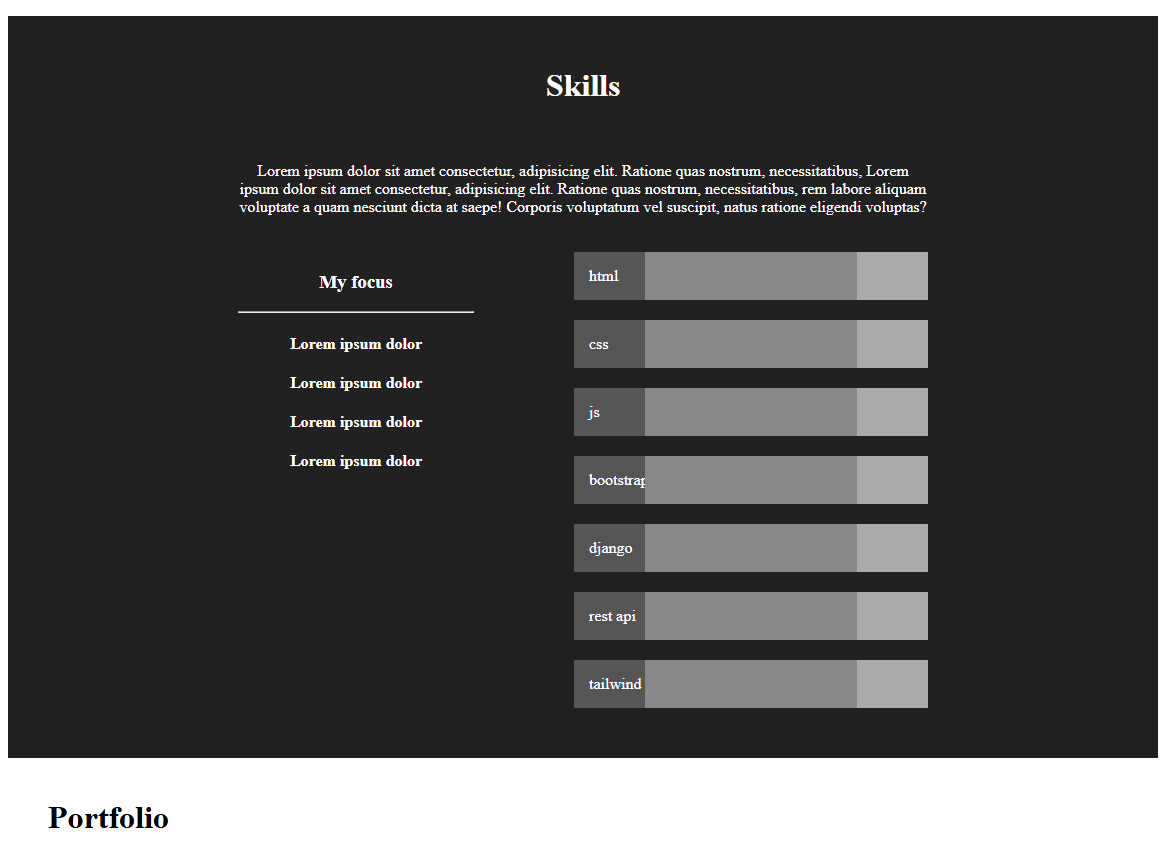 Skills
Lorem ipsum dolor sit amet consectetur, adipisicing elit. Ratione quas nostrum, necessitatibus, Lorem
ipsum dolor sit amet consectetur, adipisicing elit. Ratione quas nostrum, necessitatibus, rem labore aliquam
voluptate a quam nesciunt dicta at saepe! Corporis voluptatum vel suscipit, natus ratione eligendi voluptas?
My focus
Lorem ipsum dolor
Lorem ipsum dolor
Lorem ipsum dolor
Lorem ipsum dolor
html
css
js
bootstrap
django
rest api
tailwind
Portfolio